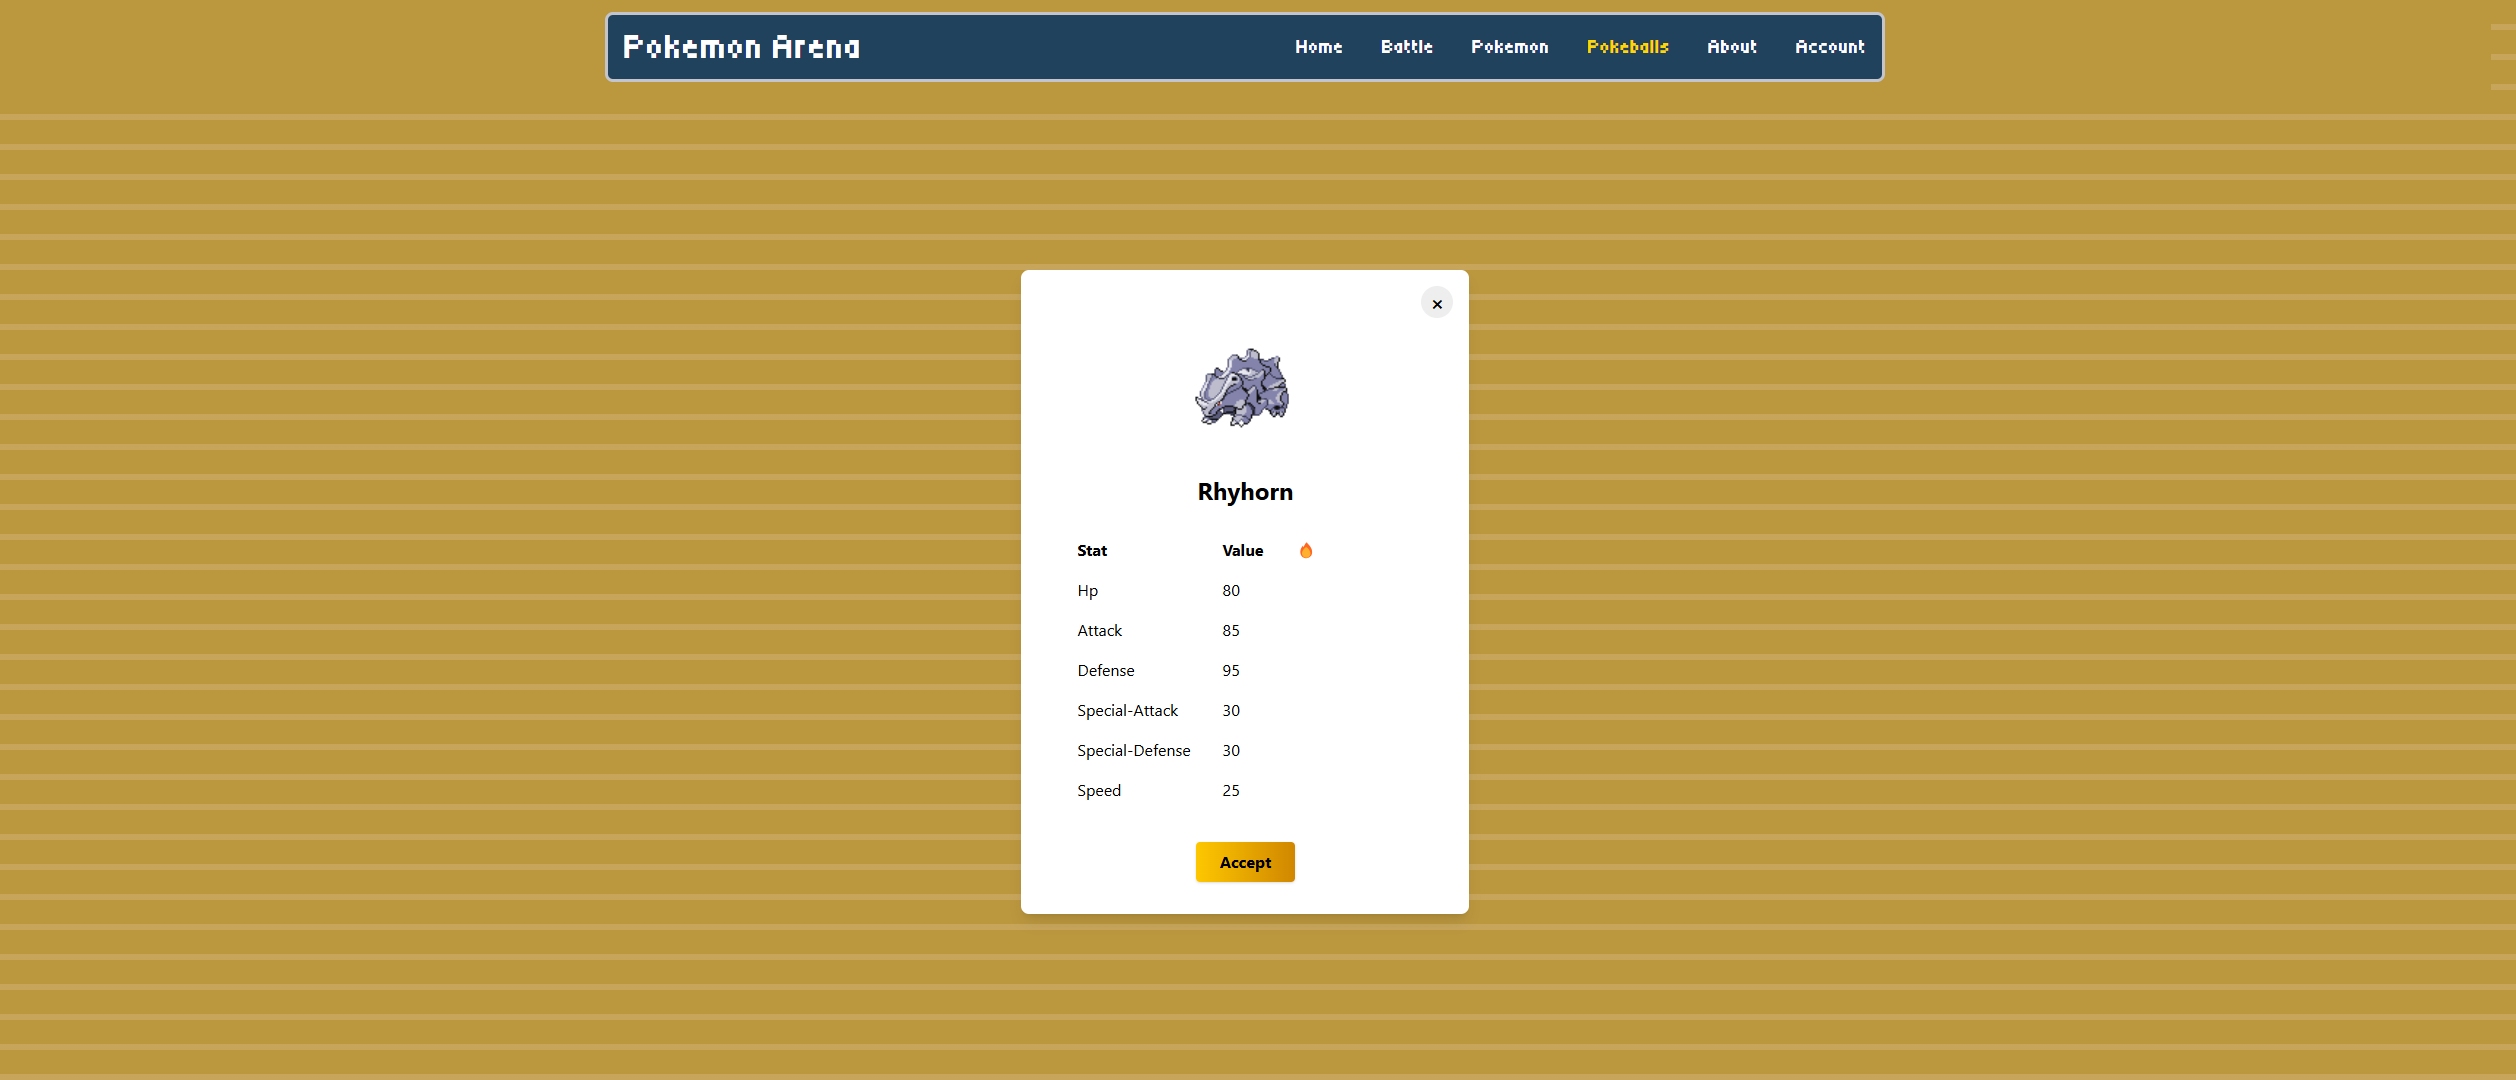 Pokemon Arena Home Battle Pokemon Pokeballs About Account
×
Rhyhorn
Stat Value 🔥
Hp 80
Attack 85
Defense 95
Special-Attack 30
Special-Defense 30
Speed 25
Accept